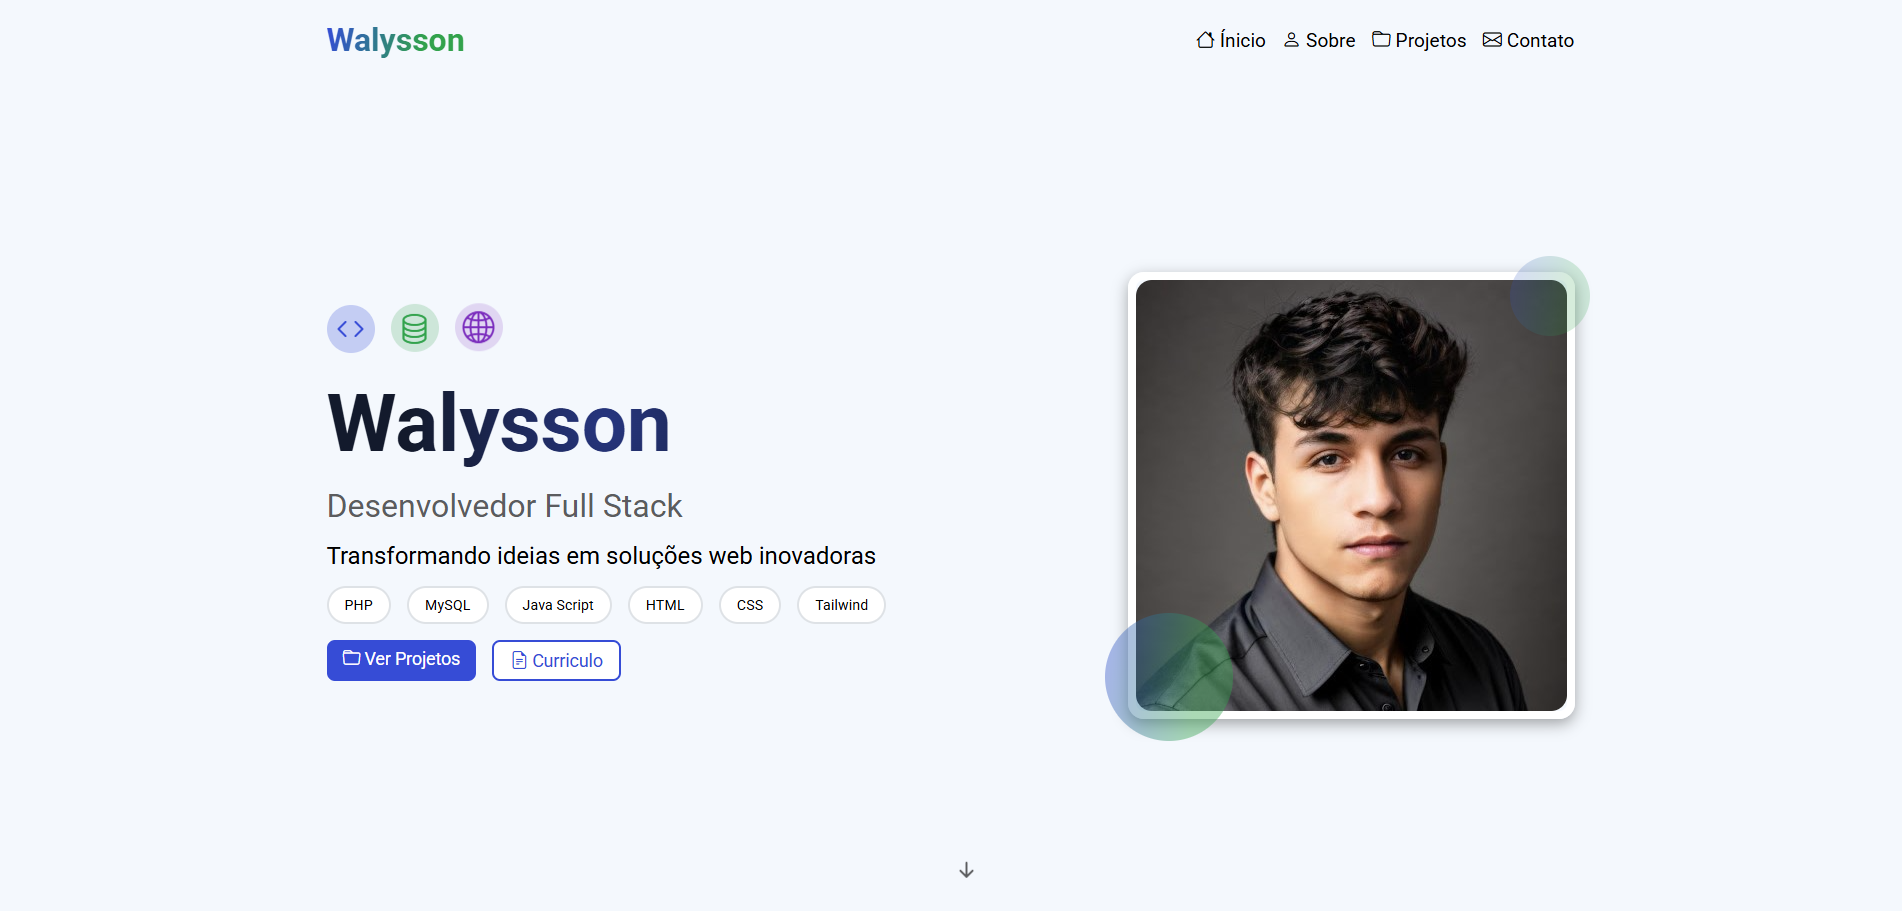 Walysson
Ínicio Sobre Projetos Contato
Walysson
Desenvolvedor Full Stack
Transformando ideias em soluções web inovadoras
PHP MySQL Java Script HTML CSS Tailwind
Ver Projetos Curriculo